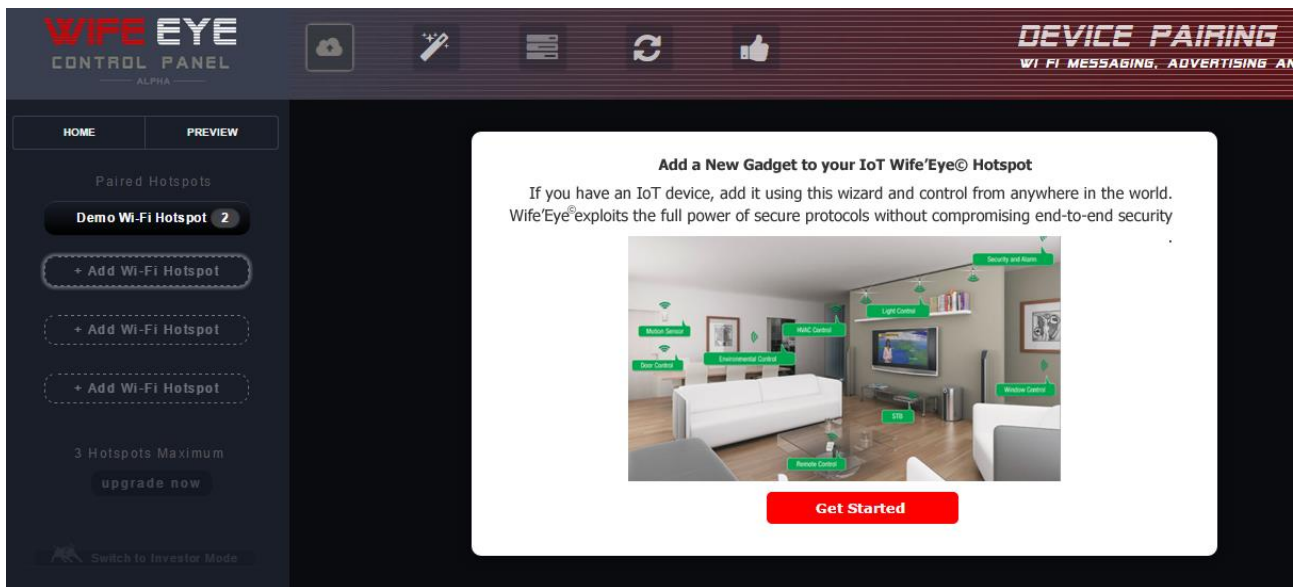 WIFE EYE
CONTROL PANEL
ALPHA
DEVICE PAIRING
WI FI MESSAGING, ADVERTISING AN
HOME
PREVIEW
Paired Hotspots
Demo Wi-Fi Hotspot 2
+ Add Wi-Fi Hotspot
+ Add Wi-Fi Hotspot
+ Add Wi-Fi Hotspot
3 Hotspots Maximum
upgrade now
Switch to Investor Mode
Add a New Gadget to your IoT Wife'Eye© Hotspot
If you have an IoT device, add it using this wizard and control from anywhere in the world.
Wife'Eye©exploits the full power of secure protocols without compromising end-to-end security
.
Security and Alarm
Light Control
Motion Sensor
HVAC Control
Door Control
Environmental Control
Window Control
STB
Remote Control
Get Started